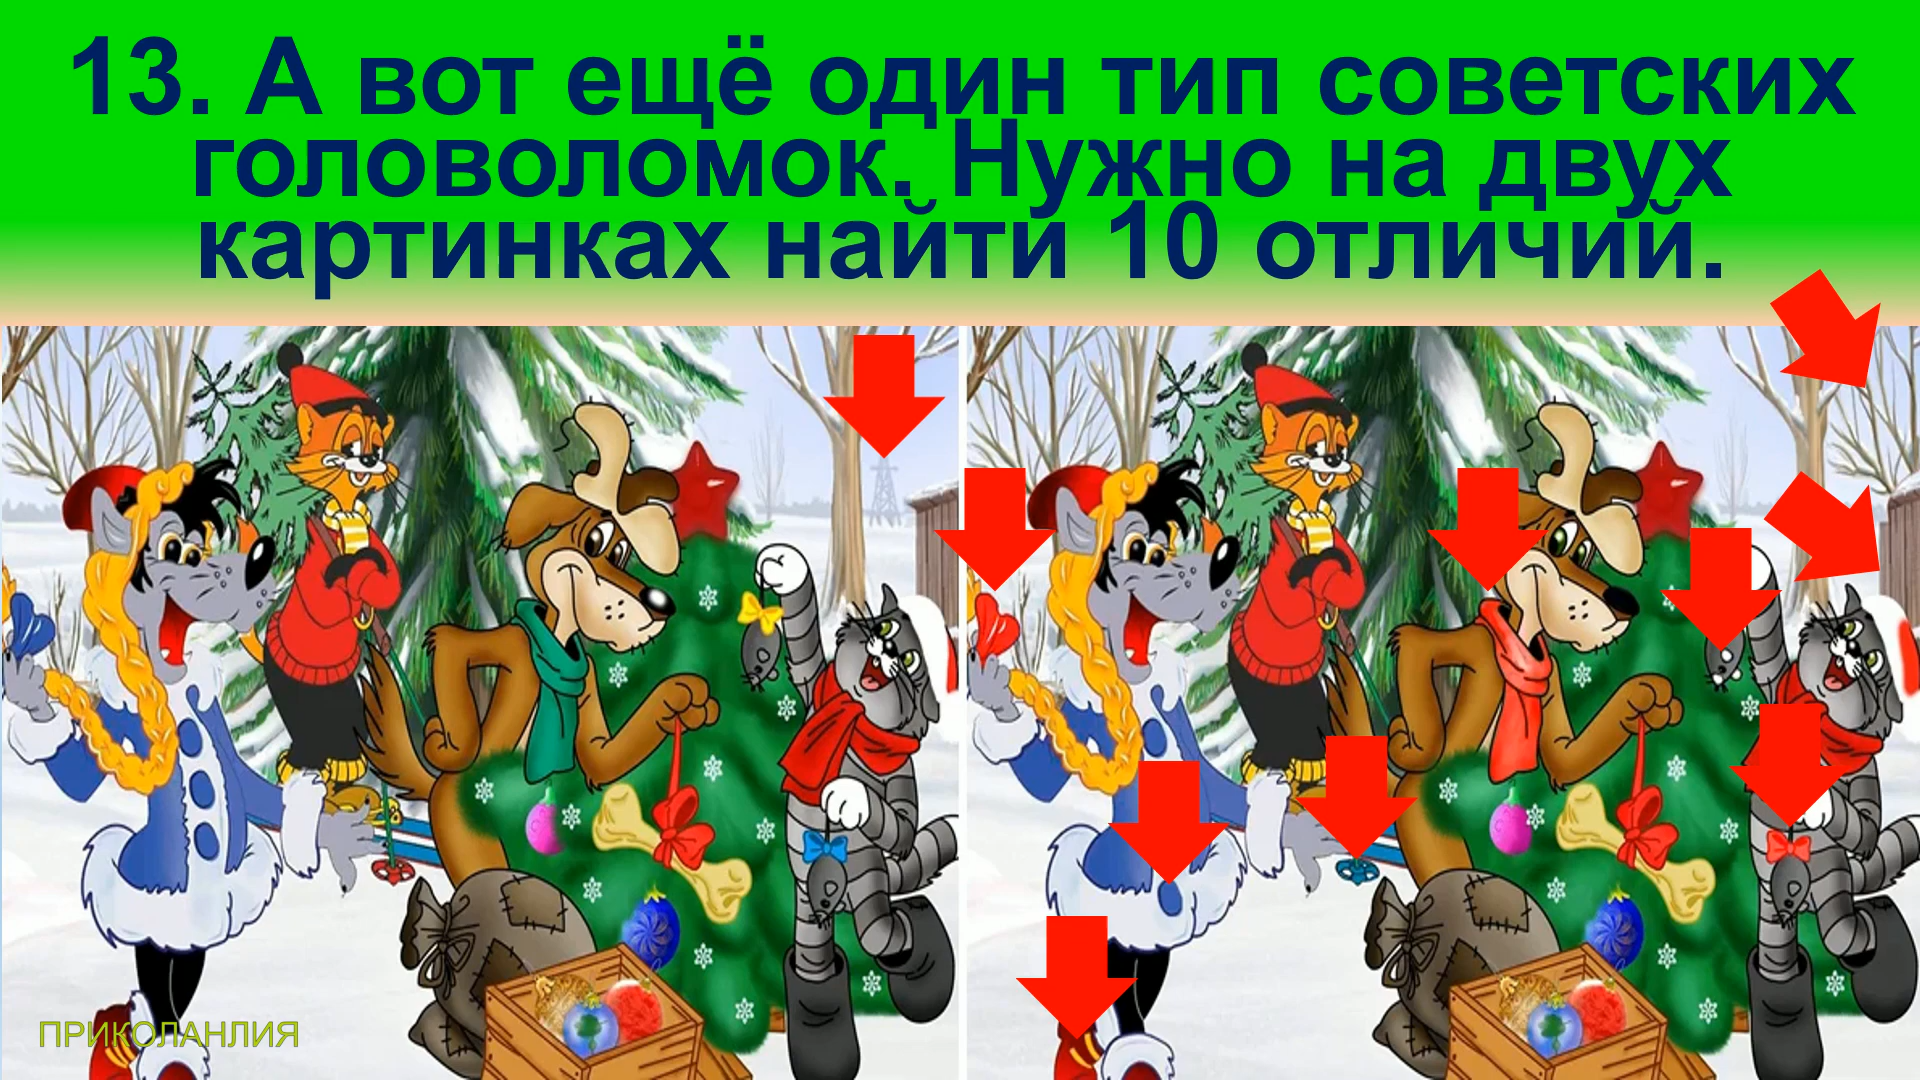 13. А вот ещё один тип советских
головоломок. Нужно на двух
картинках найти 10 отличий.
ПРИКОЛАНЛИЯ